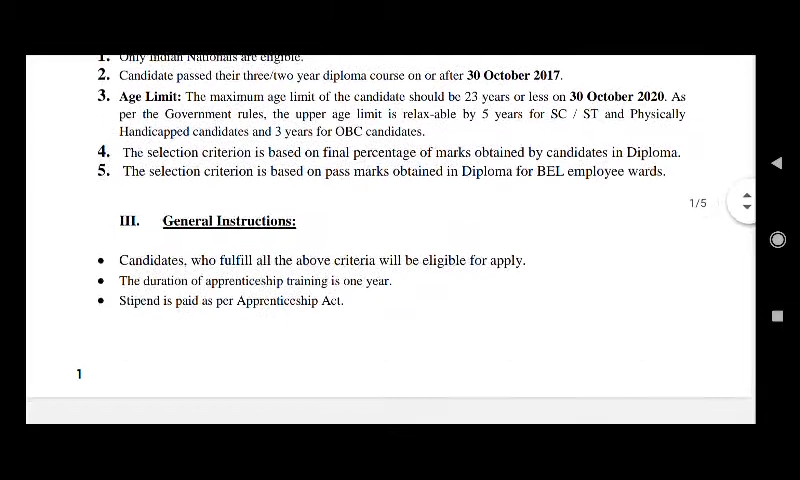 1. Only Indian Nationals are eligible.
2. Candidate passed their three/two year diploma course on or after 30 October 2017.
3. Age Limit: The maximum age limit of the candidate should be 23 years or less on 30 October 2020. As
per the Government rules, the upper age limit is relax-able by 5 years for SC / ST and Physically
Handicapped candidates and 3 years for OBC candidates.
4. The selection criterion is based on final percentage of marks obtained by candidates in Diploma.
5. The selection criterion is based on pass marks obtained in Diploma for BEL employee wards.
1/5
III. General Instructions:
• Candidates, who fulfill all the above criteria will be eligible for apply.
• The duration of apprenticeship training is one year.
• Stipend is paid as per Apprenticeship Act.
1